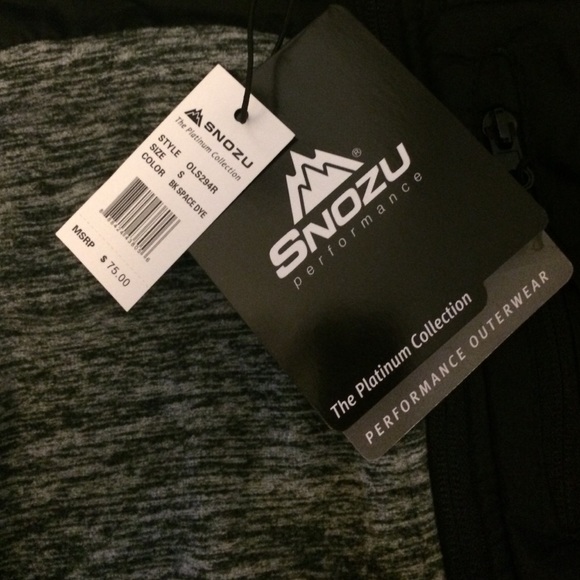 SNOZU
The Platinum Collection
STYLE OLS294R
SIZE S
COLOR BK SPACE DYE
MSRP $ 75.00
SNOZU®
performance
The Platinum Collection
PERFORMANCE OUTERWEAR